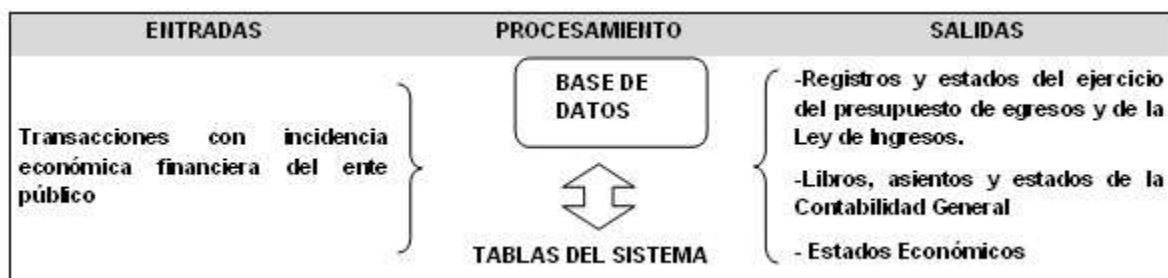 ENTRADAS PROCESAMIENTO SALIDAS
Transacciones con incidencia
económica financiera del ente
público
BASE DE
DATOS
TABLAS DEL SISTEMA
-Registros y estados del ejercicio
del presupuesto de egresos y de la
Ley de Ingresos.
-Libros, asientos y estados de la
Contabilidad General
- Estados Económicos